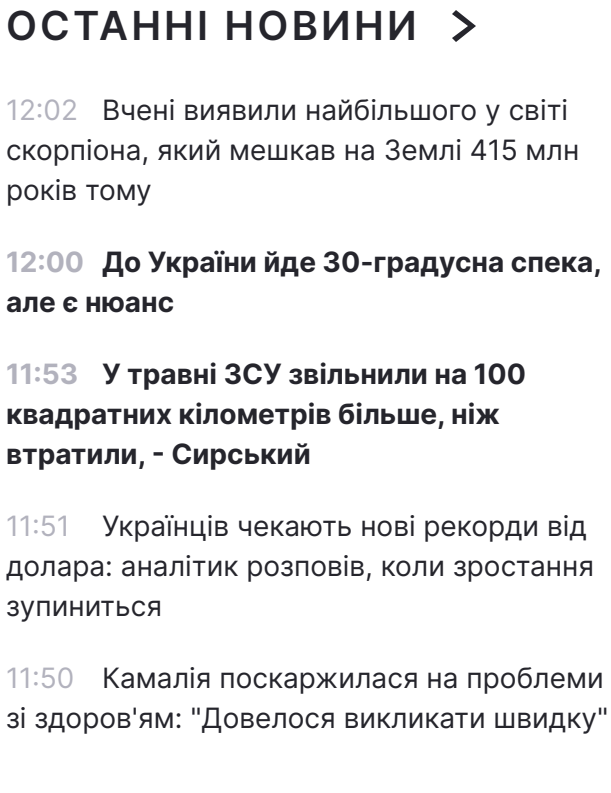 ОСТАННІ НОВИНИ >
12:02 Вчені виявили найбільшого у світі
скорпіона, який мешкав на Землі 415 млн
років тому
12:00 До України йде 30-градусна спека,
але є нюанс
11:53 У травні ЗСУ звільнили на 100
квадратних кілометрів більше, ніж
втратили, - Сирський
11:51 Українців чекають нові рекорди від
долара: аналітик розповів, коли зростання
зупиниться
11:50 Камалія поскаржилася на проблеми
зі здоров'ям: "Довелося викликати швидку"